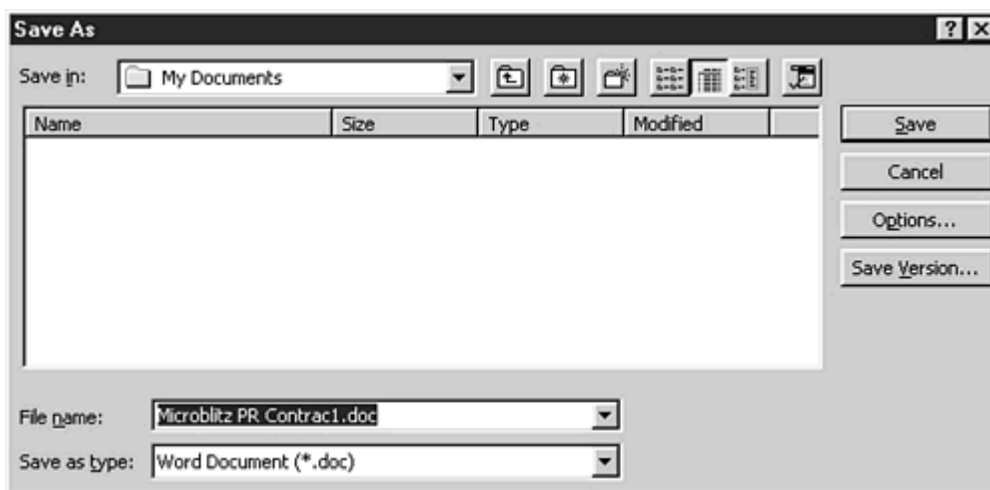 Save As
Save in: My Documents
Name Size Type Modified
Save
Cancel
Options...
Save Version...
File name: Microblitz PR Contrac1.doc
Save as type: Word Document (*.doc)